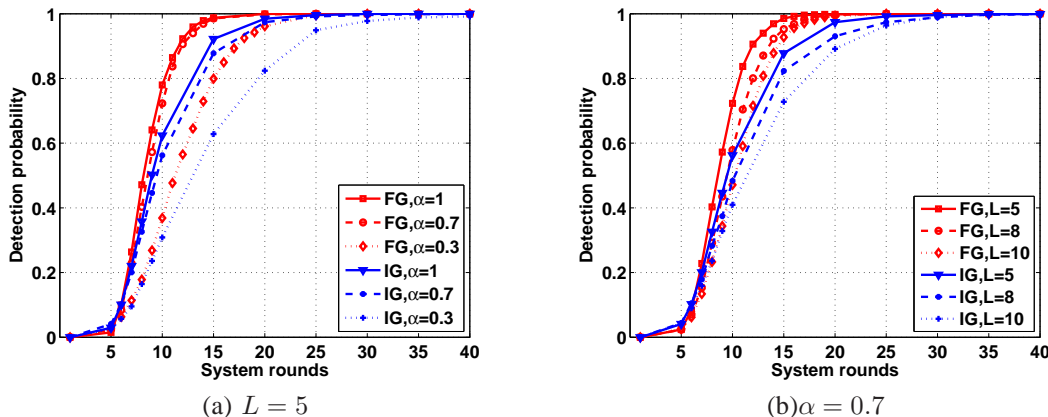 Detection probability
1
0.8
0.6
0.4
0.2
0
5 10 15 20 25 30 35 40
System rounds
FG,α=1
FG,α=0.7
FG,α=0.3
IG,α=1
IG,α=0.7
IG,α=0.3
(a) L = 5
Detection probability
1
0.8
0.6
0.4
0.2
0
5 10 15 20 25 30 35 40
System rounds
FG,L=5
FG,L=8
FG,L=10
IG,L=5
IG,L=8
IG,L=10
(b)α = 0.7